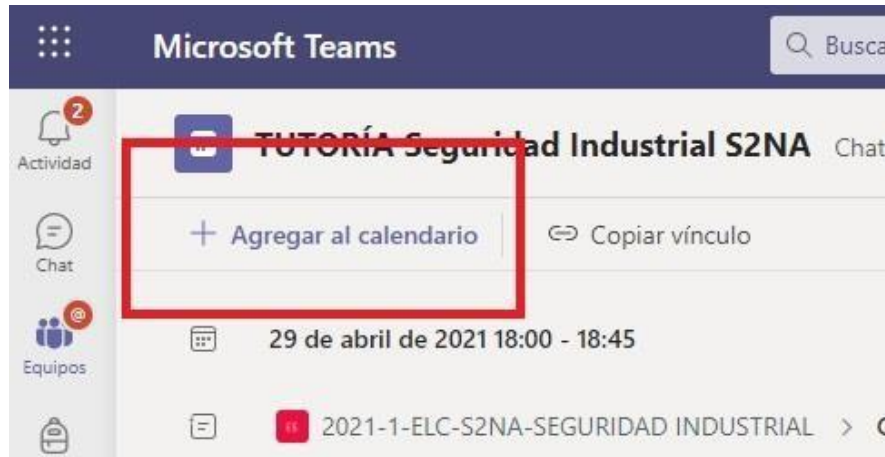 Microsoft Teams
Busca
2
Actividad
TUTORÍA Seguridad Industrial S2NA Chat
Agregar al calendario
Copiar vínculo
Chat
@
Equipos
29 de abril de 2021 18:00 - 18:45
2021-1-ELC-S2NA-SEGURIDAD INDUSTRIAL >